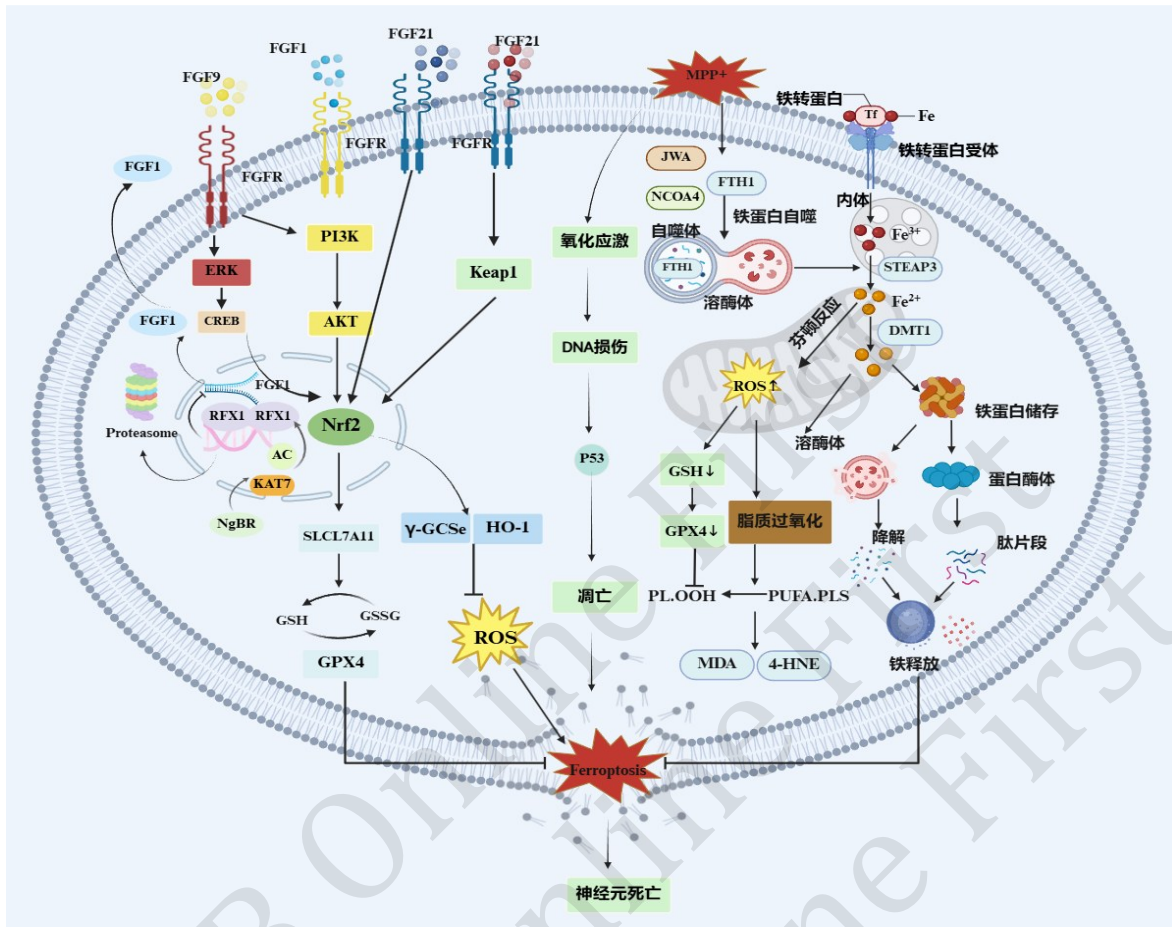 FGF9
FGF1
FGF21
FGF21
FGFR
FGFR
FGFR
FGF1
ERK
CREB
PI3K
AKT
Keap1
FGF1
FGF1
RFX1
RFX1
Proteasome
AC
KAT7
NgBR
Nrf2
SLCL7A11
GSH
GSSG
GPX4
γ-GCSe
HO-1
ROS
MPP+
氧化应激
DNA损伤
P53
凋亡
JWA
NCOA4
FTH1
铁蛋白自噬
自噬体
FTH1
溶酶体
铁转蛋白
Tf
Fe
铁转蛋白受体
内体
Fe3+
STEAP3
Fe2+
DMT1
芬顿反应
ROS↑
GSH↓
GPX4↓
脂质过氧化
PL.OOH
PUFA.PLS
MDA
4-HNE
溶酶体
铁蛋白储存
蛋白酶体
降解
肽片段
铁释放
Ferroptosis
神经元死亡
B Online First
Online First
ne First